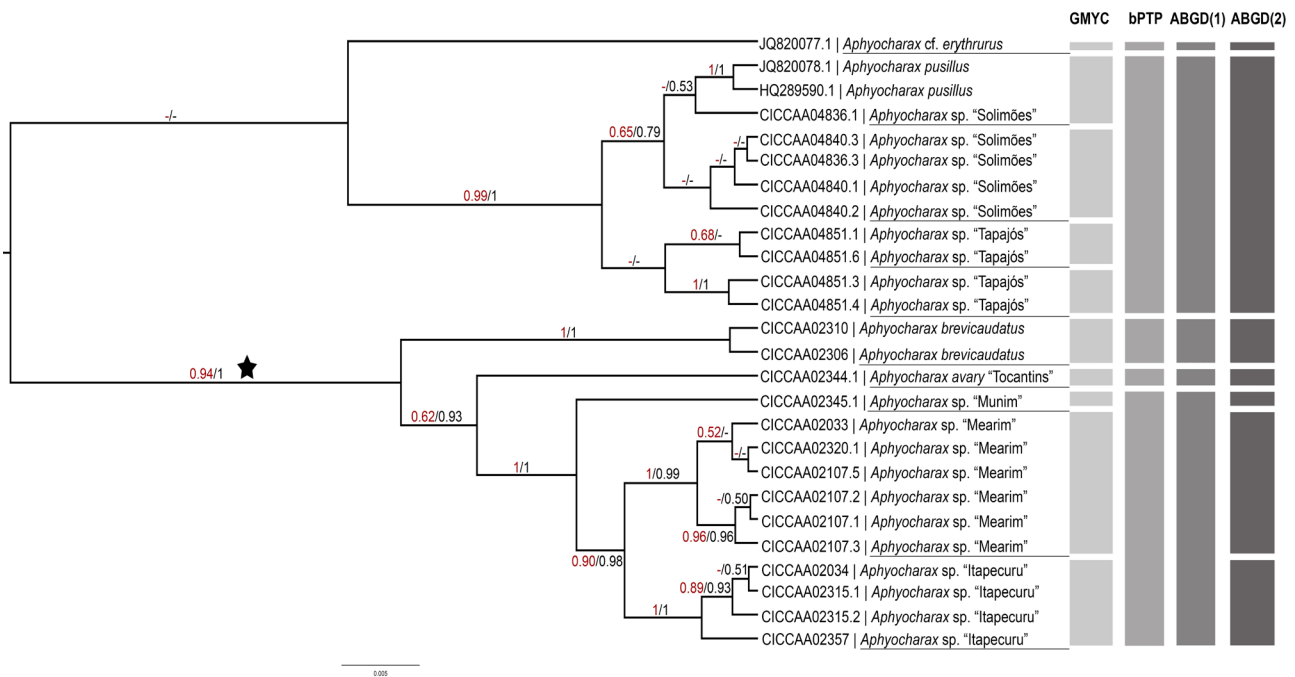 GMYC bPTP ABGD(1) ABGD(2)
JQ820077.1 | Aphyocharax cf. erythrurus
JQ820078.1 | Aphyocharax pusillus
1/1
-/0.53
HQ289590.1 | Aphyocharax pusillus
CICCAA04836.1 | Aphyocharax sp. “Solimões”
-/-
0.65/0.79
CICCAA04840.3 | Aphyocharax sp. “Solimões”
-/-
CICCAA04836.3 | Aphyocharax sp. “Solimões”
-/-
-/-
CICCAA04840.1 | Aphyocharax sp. “Solimões”
0.99/1
CICCAA04840.2 | Aphyocharax sp. “Solimões”
CICCAA04851.1 | Aphyocharax sp. “Tapajós”
0.68/-
CICCAA04851.6 | Aphyocharax sp. “Tapajós”
-/-
CICCAA04851.3 | Aphyocharax sp. “Tapajós”
1/1
CICCAA04851.4 | Aphyocharax sp. “Tapajós”
CICCAA02310 | Aphyocharax brevicaudatus
1/1
CICCAA02306 | Aphyocharax brevicaudatus
0.94/1
CICCAA02344.1 | Aphyocharax avary “Tocantins”
CICCAA02345.1 | Aphyocharax sp. “Munim”
0.62/0.93
CICCAA02033 | Aphyocharax sp. “Mearim”
0.52/-
CICCAA02320.1 | Aphyocharax sp. “Mearim”
-/-
1/1
1/0.99
CICCAA02107.5 | Aphyocharax sp. “Mearim”
CICCAA02107.2 | Aphyocharax sp. “Mearim”
-/0.50
CICCAA02107.1 | Aphyocharax sp. “Mearim”
0.96/0.96
CICCAA02107.3 | Aphyocharax sp. “Mearim”
0.90/0.98
CICCAA02034 | Aphyocharax sp. “Itapecuru”
-/0.51
0.89/0.93
CICCAA02315.1 | Aphyocharax sp. “Itapecuru”
1/1
CICCAA02315.2 | Aphyocharax sp. “Itapecuru”
CICCAA02357 | Aphyocharax sp. “Itapecuru”
0.005